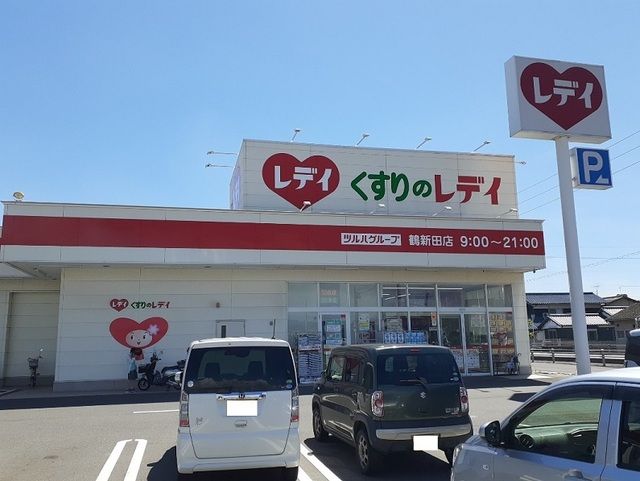 レデイ
P
レデイ くすりのレデイ
ツルハグループ 鶴新田店 9:00～21:00
レデイ くすりのレデイ